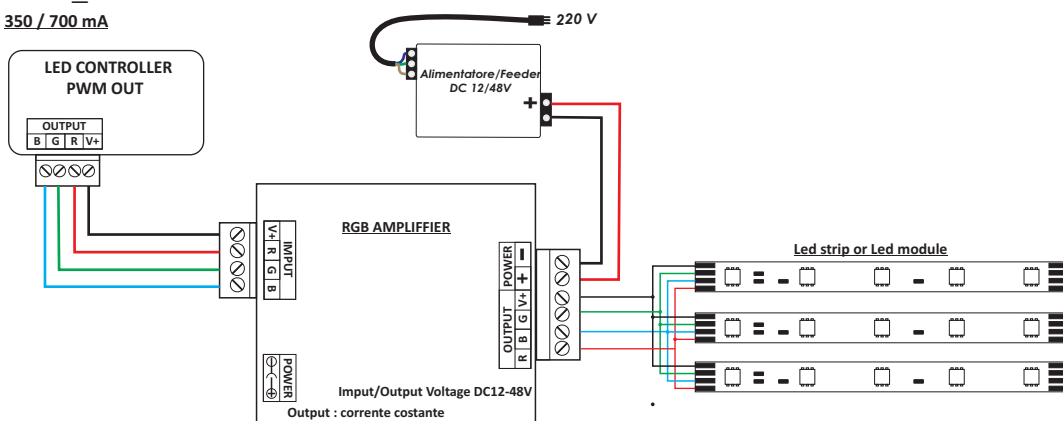 350 / 700 mA
220 V
LED CONTROLLER
PWM OUT
OUTPUT
B G R V+
Alimentatore/Feeder
DC 12/48V
+
RGB AMPLIFFIER
IMPUT
V+ R G B
POWER
- +
OUTPUT
V+ G B R
Led strip or Led module
POWER
Imput/Output Voltage DC12-48V
Output : corrente costante